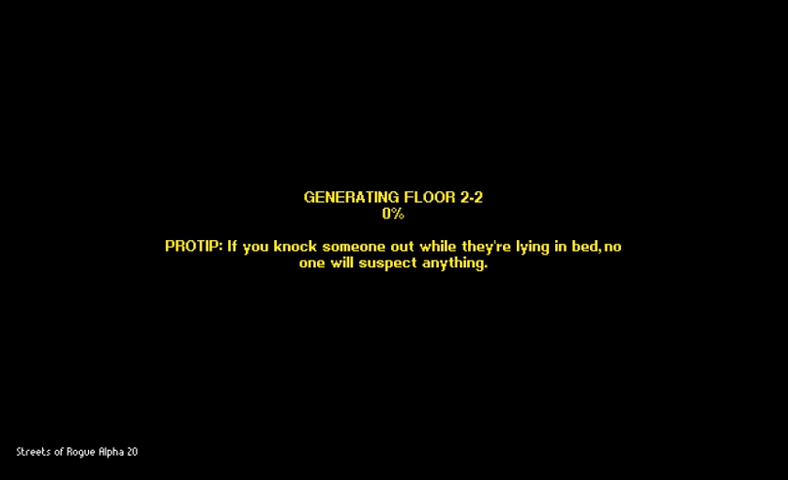 GENERATING FLOOR 2-2
0%
PROTIP: If you knock someone out while they're lying in bed, no
one will suspect anything.
Streets of Rogue Alpha 20